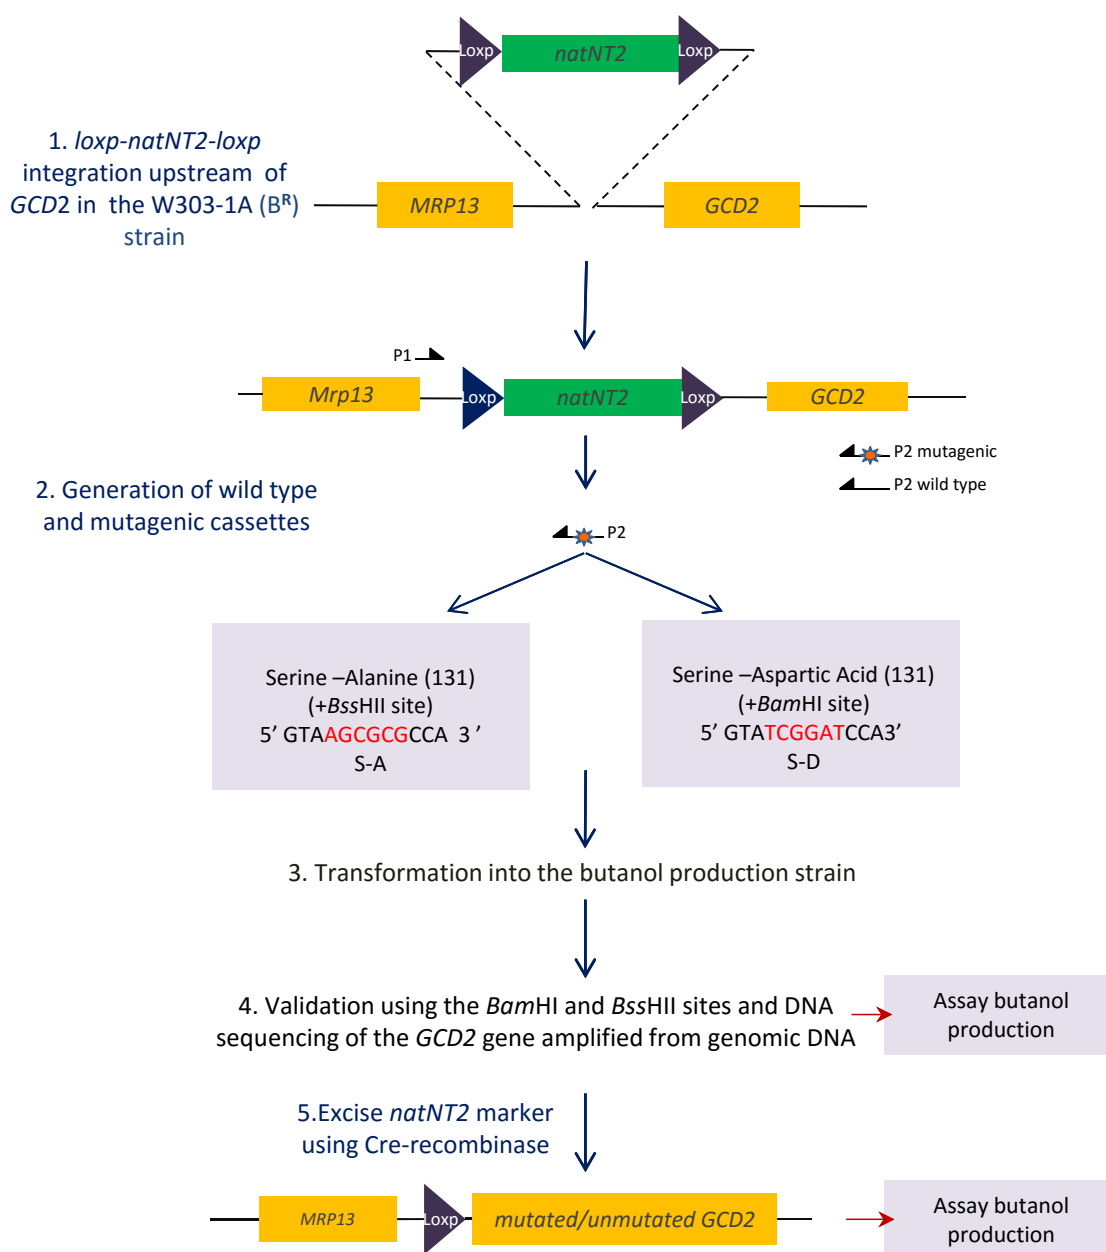 Loxp natNT2 Loxp
1. loxp-natNT2-loxp
integration upstream of
GCD2 in the W303-1A (Bᴿ)
strain
MRP13 GCD2
P1
Mrp13 Loxp natNT2 Loxp GCD2
P2 mutagenic
P2 wild type
2. Generation of wild type
and mutagenic cassettes
P2
Serine –Alanine (131)
(+BssHII site)
5’ GTAAGCGCGCCA 3 ’
S-A
Serine –Aspartic Acid (131)
(+BamHI site)
5’ GTATCGGATCCA3’
S-D
3. Transformation into the butanol production strain
4. Validation using the BamHI and BssHII sites and DNA
sequencing of the GCD2 gene amplified from genomic DNA
Assay butanol
production
5.Excise natNT2 marker
using Cre-recombinase
MRP13 Loxp mutated/unmutated GCD2
Assay butanol
production